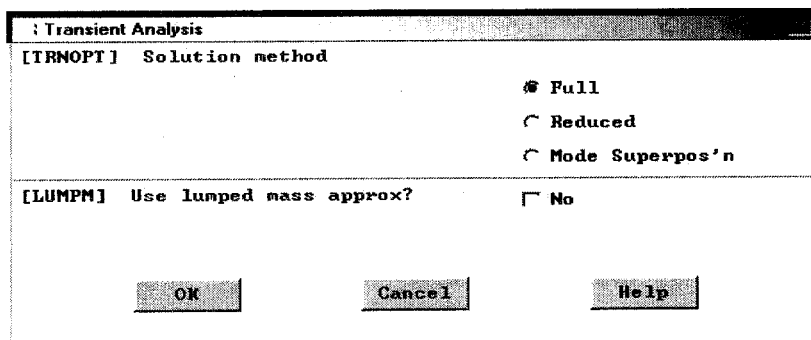 Transient Analysis
[TRNOPT] Solution method
Full
Reduced
Mode Superpos'n
[LUMPM] Use lumped mass approx? No
OK Cancel Help